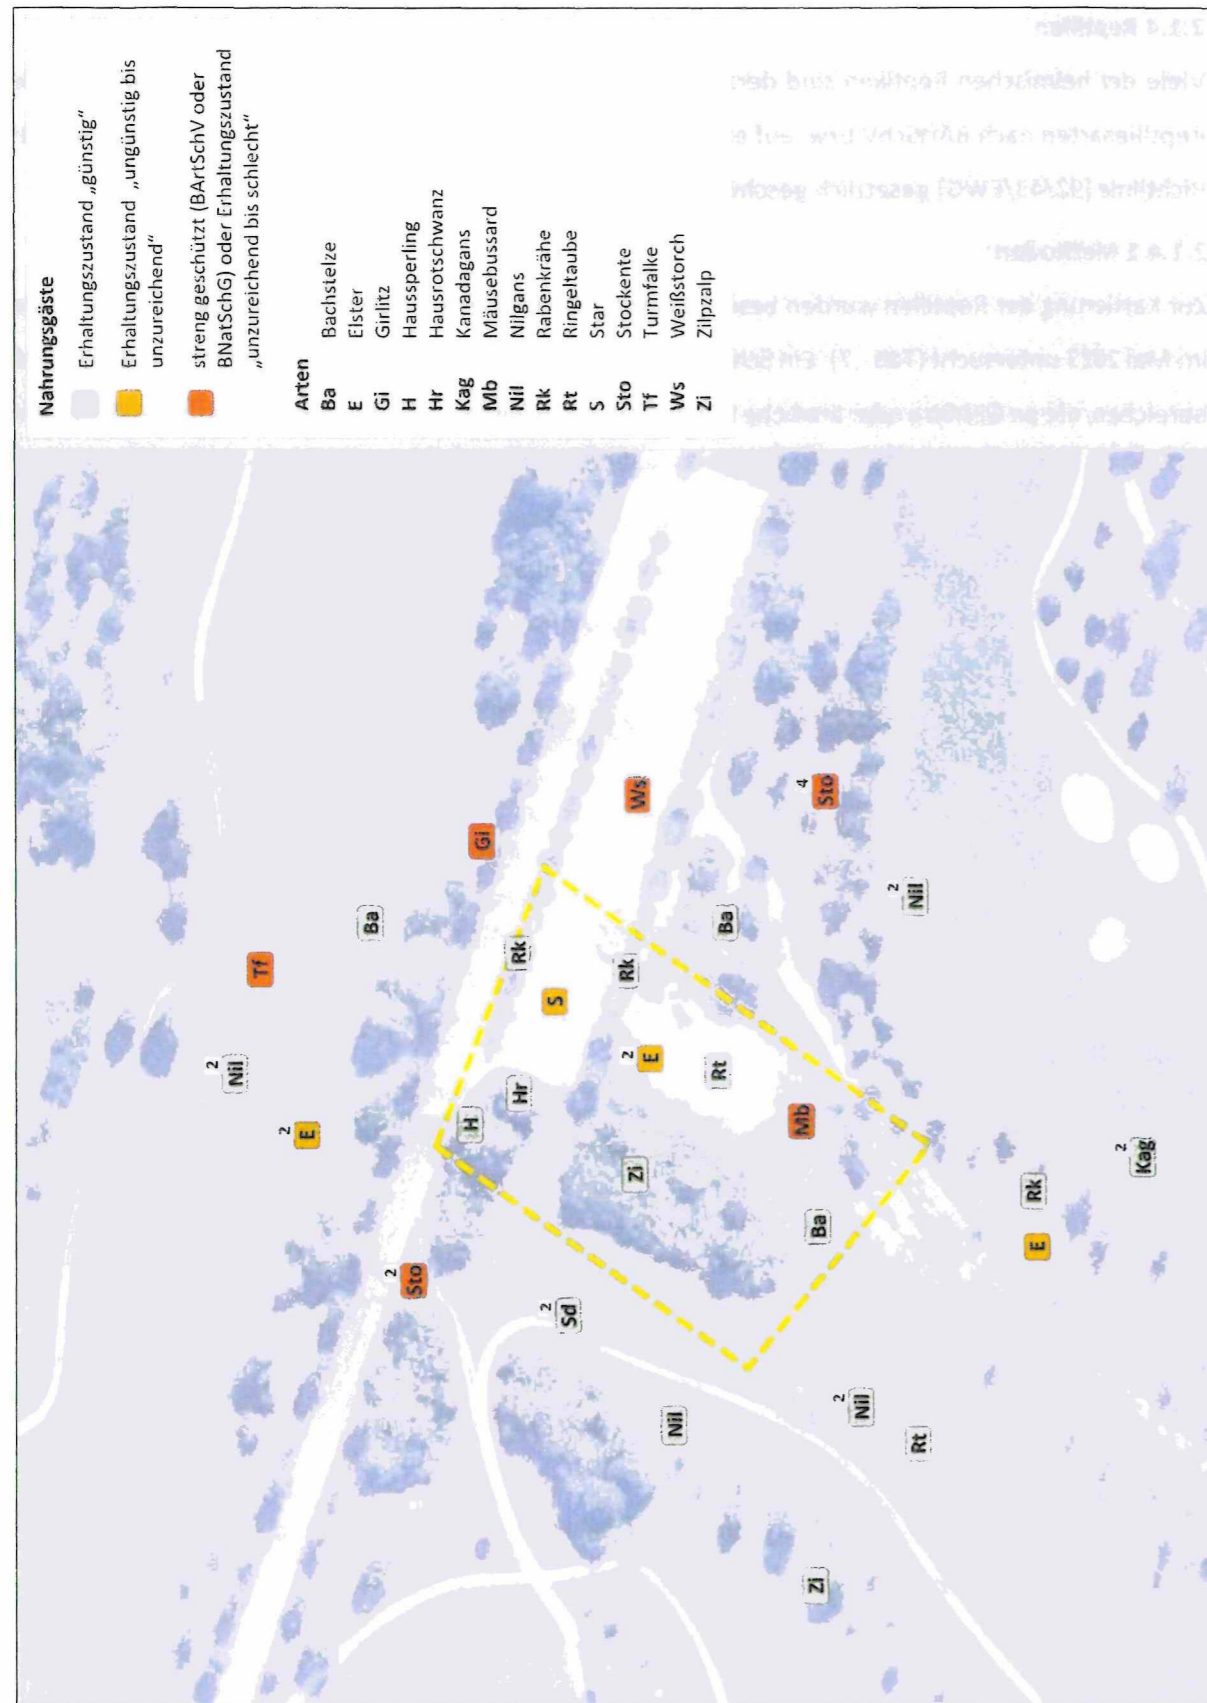 Nahrungsgäste
Erhaltungszustand „günstig"
Erhaltungszustand „ungünstig bis
unzureichend"
streng geschützt (BArtSchV oder
BNatSchG) oder Erhaltungszustand
„unzureichend bis schlecht"
Arten
Ba Bachstelze
E Elster
Gi Girlitz
H Haussperling
Hr Hausrotschwanz
Kag Kanadagans
Mb Mäusebussard
Nil Nilgans
Rk Rabenkrähe
Rt Ringeltaube
S Star
Sto Stockente
Tf Turmfalke
Ws Weißstorch
Zi Zilpzalp
Tf
2
Nil
2
E
Ba
Gi
2
Sto
H
Hr
Rk
S
2
Sd
Ws
Rk
2
E
Zi
Nil
Rt
Ba
4
Sto
Mb
Ba
Zi
2
Nil
2
Nil
Rt
Rk
E
2
Kag